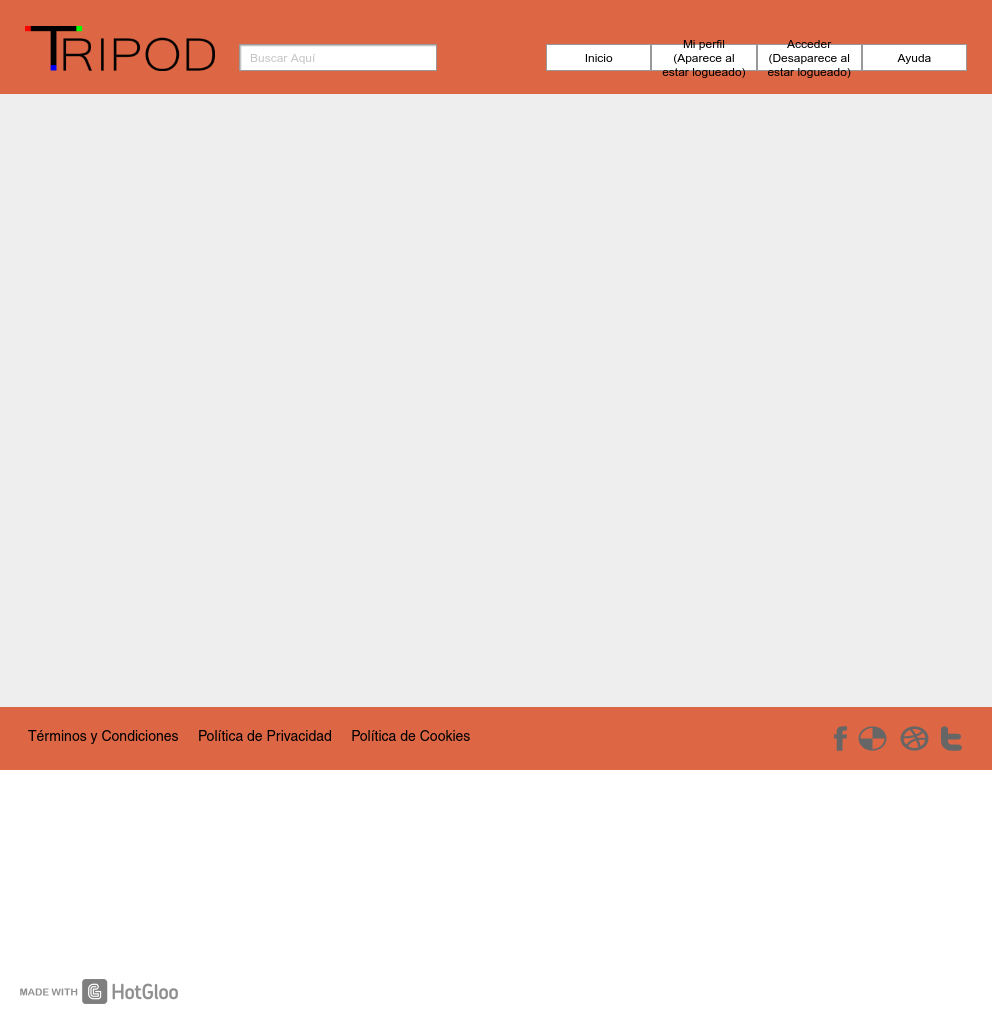 TRIPOD
Buscar Aquí
Inicio
Mi perfil
(Aparece al
estar logueado)
Acceder
(Desaparece al
estar logueado)
Ayuda
Términos y Condiciones
Política de Privacidad
Política de Cookies
MADE WITH HotGloo